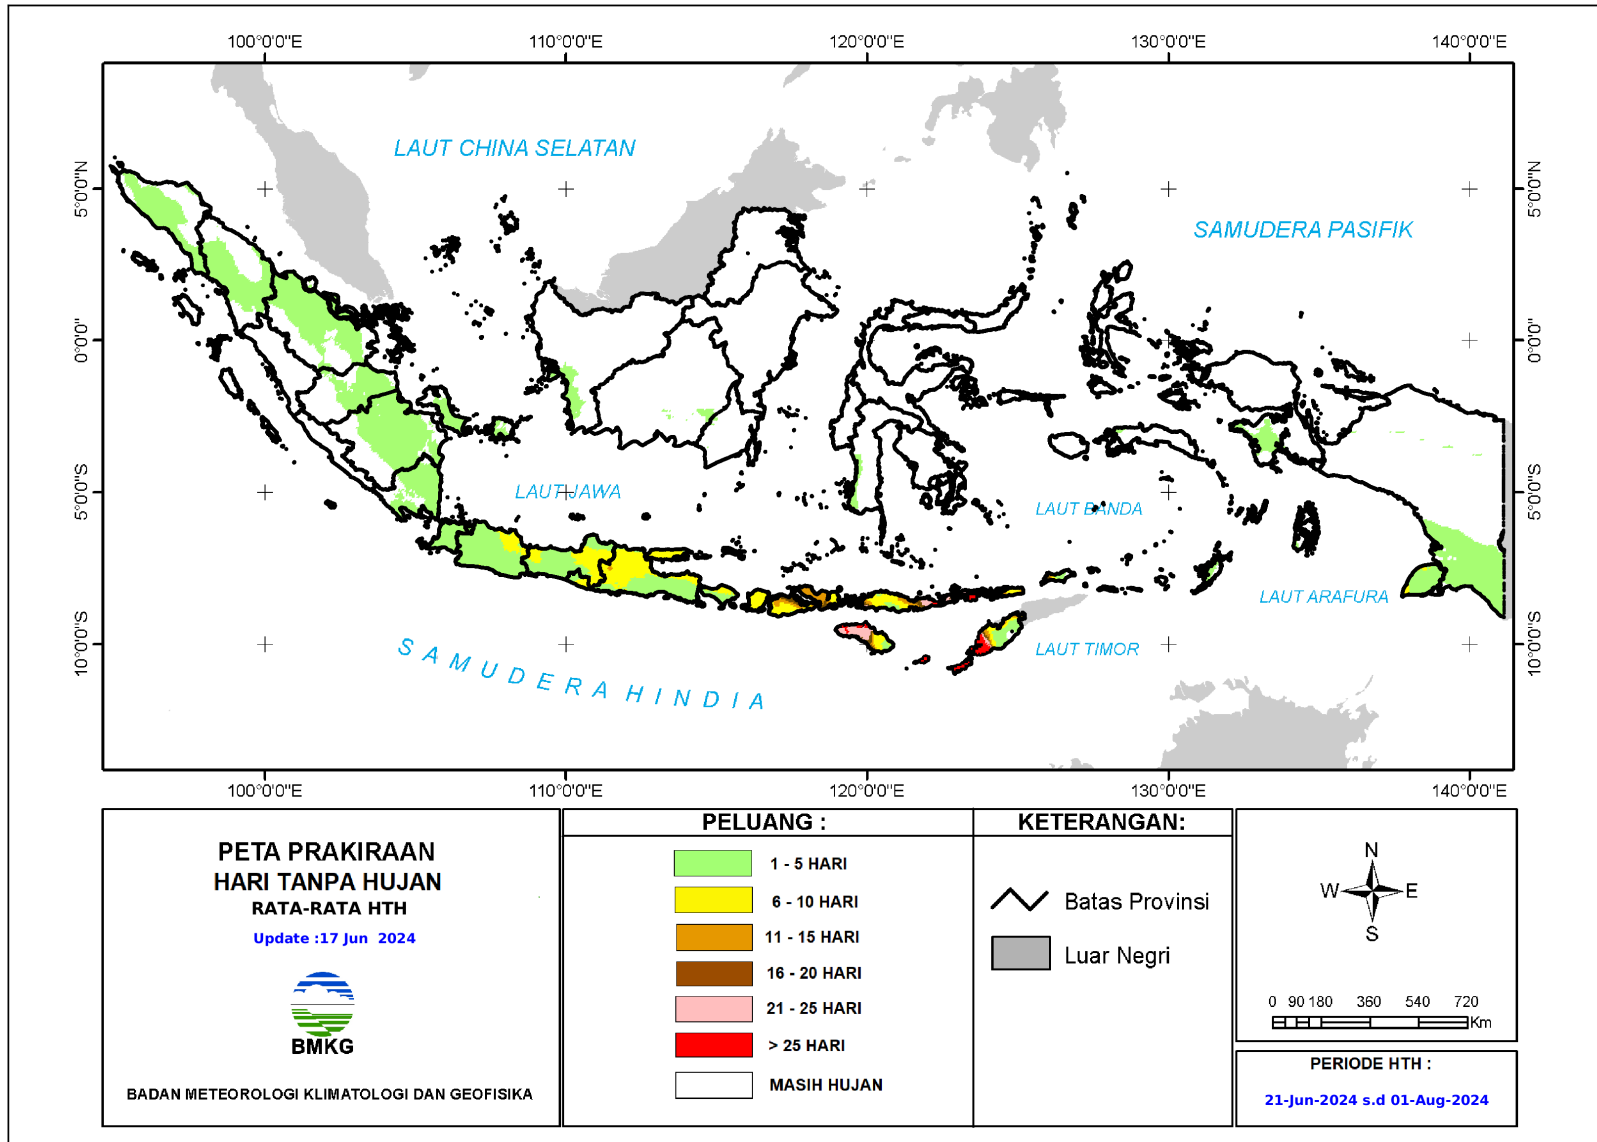 100°0'0"E 110°0'0"E 120°0'0"E 130°0'0"E 140°0'0"E
LAUT CHINA SELATAN
SAMUDERA PASIFIK
5°0'0"N 5°0'0"N
0°0'0" 0°0'0"
5°0'0"S 5°0'0"S
10°0'0"S 10°0'0"S
LAUT JAWA
LAUT BANDA
LAUT ARAFURA
LAUT TIMOR
SAMUDERA HINDIA
100°0'0"E 110°0'0"E 120°0'0"E 130°0'0"E 140°0'0"E
PETA PRAKIRAAN
HARI TANPA HUJAN
RATA-RATA HTH
Update :17 Jun 2024
BMKG
BADAN METEOROLOGI KLIMATOLOGI DAN GEOFISIKA
PELUANG :
1 - 5 HARI
6 - 10 HARI
11 - 15 HARI
16 - 20 HARI
21 - 25 HARI
> 25 HARI
MASIH HUJAN
KETERANGAN:
Batas Provinsi
Luar Negri
N
W E
S
0 90 180 360 540 720
Km
PERIODE HTH :
21-Jun-2024 s.d 01-Aug-2024